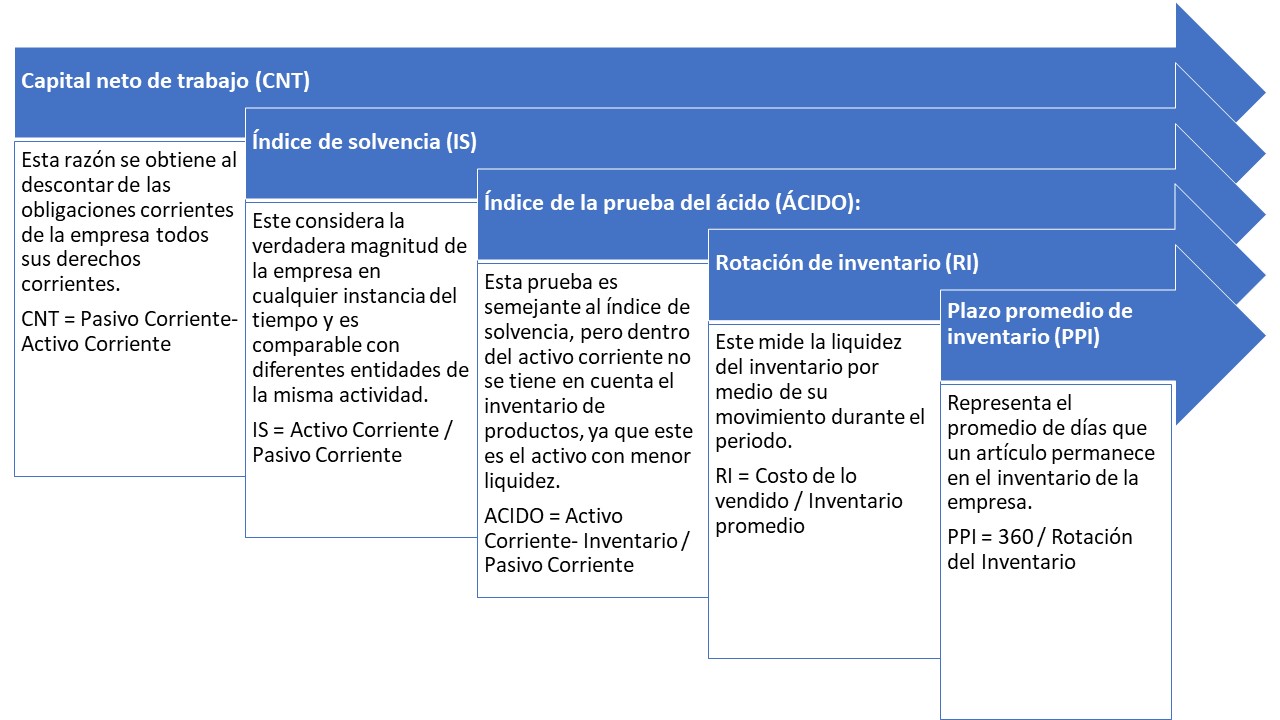 Capital neto de trabajo (CNT)
Esta razón se obtiene al
descontar de las
obligaciones corrientes
de la empresa todos
sus derechos
corrientes.
CNT = Pasivo Corriente-
Activo Corriente
Índice de solvencia (IS)
Este considera la
verdadera magnitud de
la empresa en
cualquier instancia del
tiempo y es
comparable con
diferentes entidades de
la misma actividad.
IS = Activo Corriente /
Pasivo Corriente
Índice de la prueba del ácido (ÁCIDO):
Esta prueba es
semejante al índice de
solvencia, pero dentro
del activo corriente no
se tiene en cuenta el
inventario de
productos, ya que este
es el activo con menor
liquidez.
ACIDO = Activo
Corriente- Inventario /
Pasivo Corriente
Rotación de inventario (RI)
Este mide la liquidez
del inventario por
medio de su
movimiento durante el
periodo.
RI = Costo de lo
vendido / Inventario
promedio
Plazo promedio de
inventario (PPI)
Representa el
promedio de días que
un artículo permanece
en el inventario de la
empresa.
PPI = 360 / Rotación
del Inventario